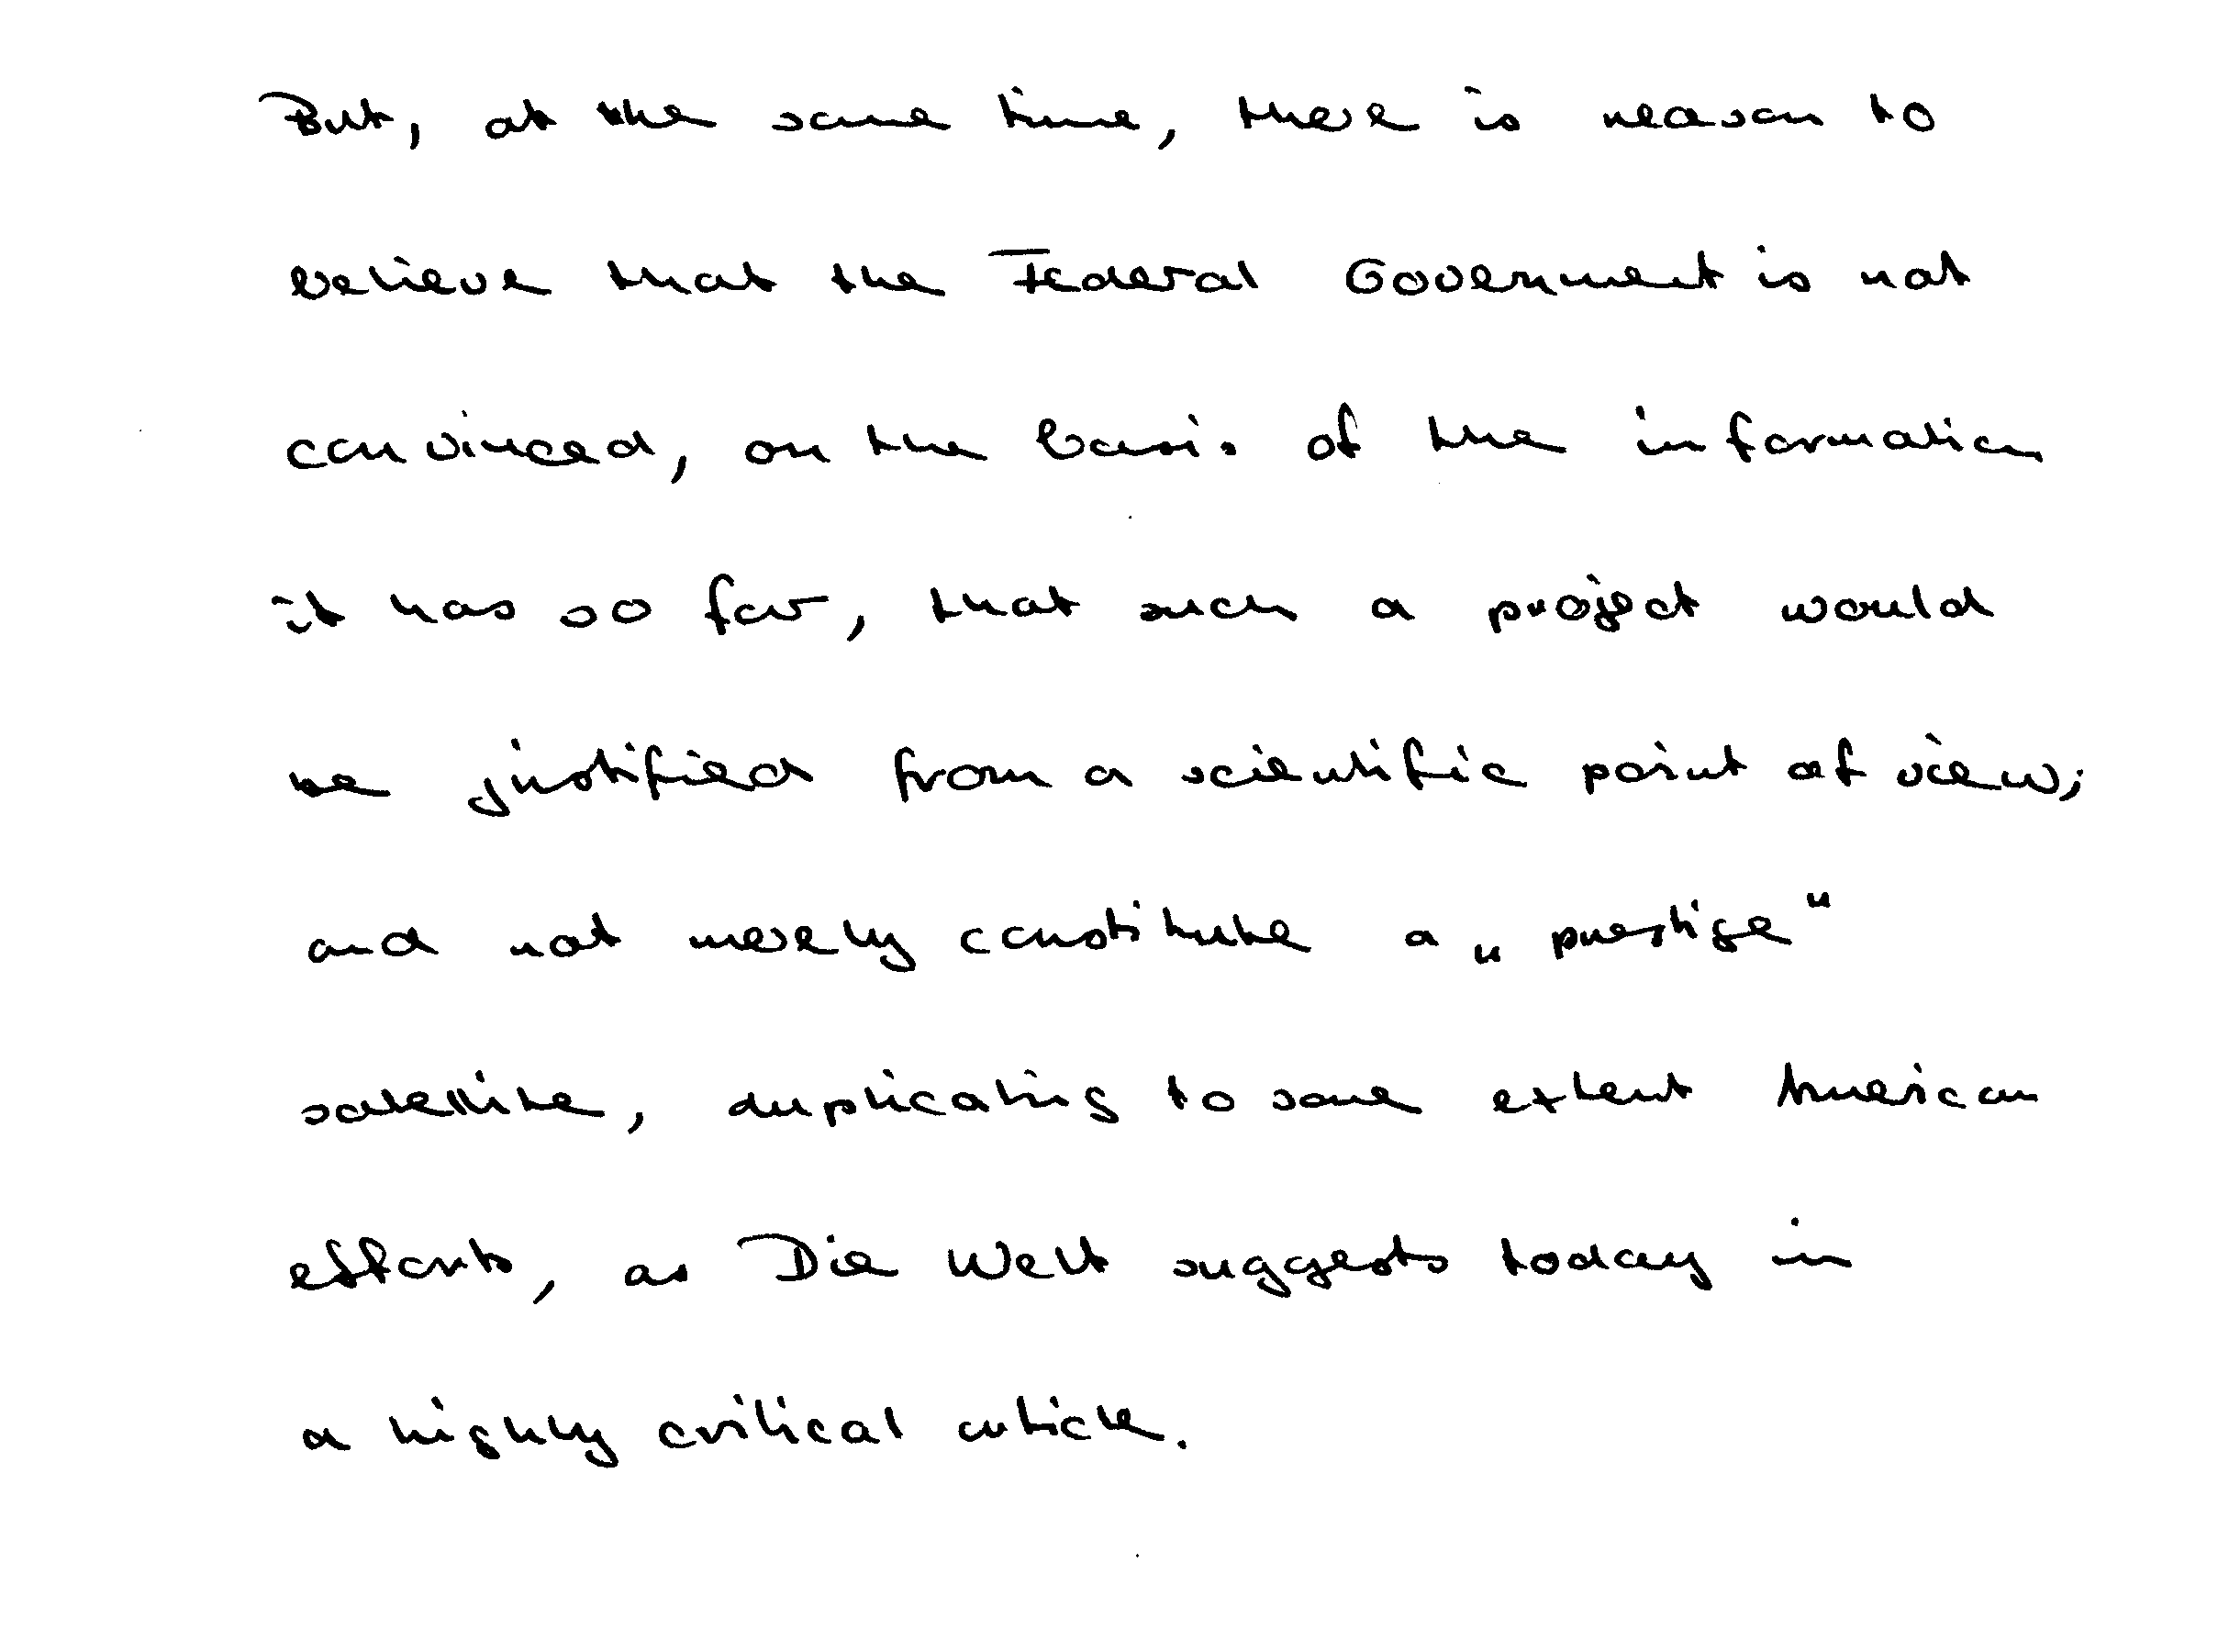 But, at the same time, there is reason to
believe that the Federal Government is not
convinced, on the basis of the information
it has so far, that such a project would
be justified from a scientific point of view;
and not merely constitute a „prestige“
satellite, duplicating to some extent American
efforts, as Die Welt suggests today in
a highly critical article.